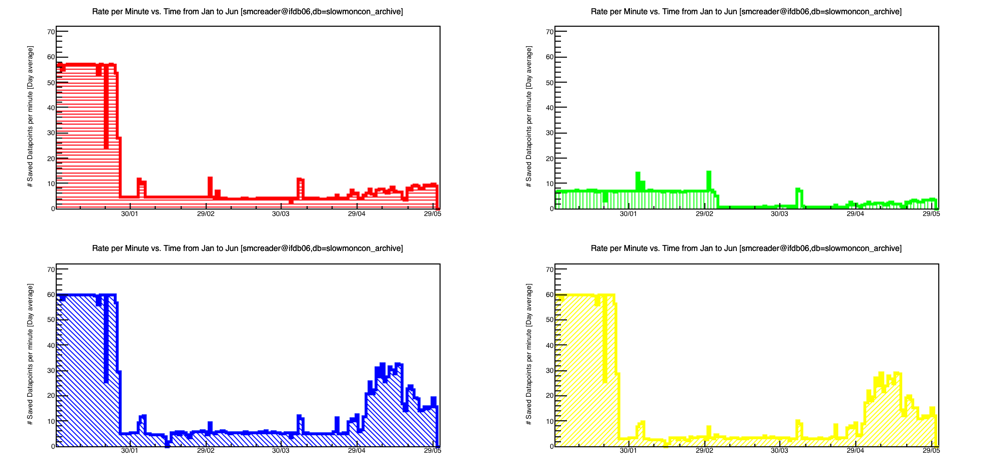 Rate per Minute vs. Time from Jan to Jun [smcreader@ifdb06,db=slowmoncon_archive]
# Saved Datapoints per minute [Day average]
70
60
50
40
30
20
10
0
30/01 29/02 30/03 29/04 29/05
Rate per Minute vs. Time from Jan to Jun [smcreader@ifdb06,db=slowmoncon_archive]
# Saved Datapoints per minute [Day average]
70
60
50
40
30
20
10
0
30/01 29/02 30/03 29/04 29/05
Rate per Minute vs. Time from Jan to Jun [smcreader@ifdb06,db=slowmoncon_archive]
# Saved Datapoints per minute [Day average]
70
60
50
40
30
20
10
0
30/01 29/02 30/03 29/04 29/05
Rate per Minute vs. Time from Jan to Jun [smcreader@ifdb06,db=slowmoncon_archive]
# Saved Datapoints per minute [Day average]
70
60
50
40
30
20
10
0
30/01 29/02 30/03 29/04 29/05